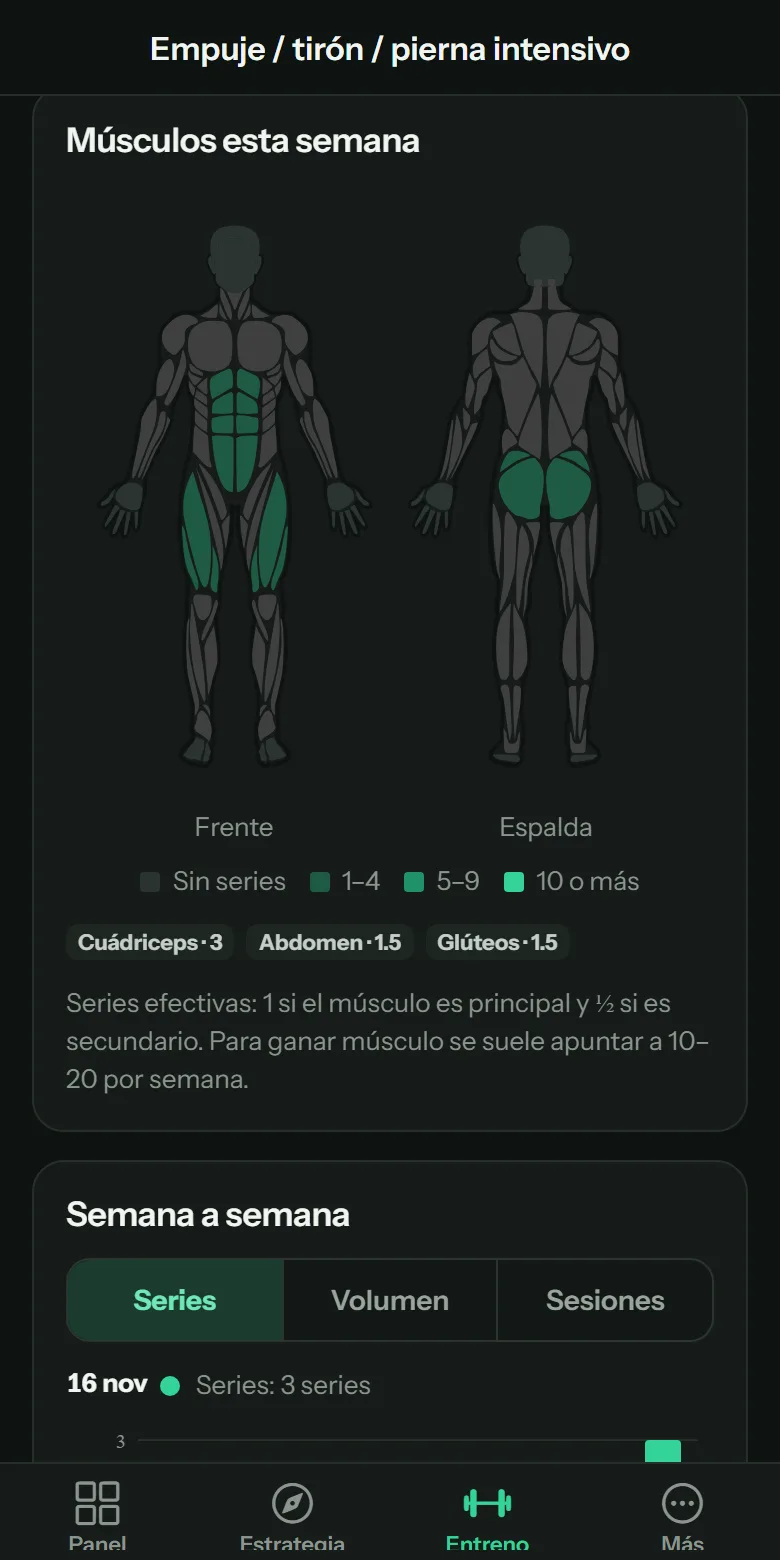 Empuje / tirón / pierna intensivo
Músculos esta semana
Frente
Espalda
Sin series
1–4
5–9
10 o más
Cuádriceps · 3
Abdomen · 1.5
Glúteos · 1.5
Series efectivas: 1 si el músculo es principal y ½ si es
secundario. Para ganar músculo se suele apuntar a 10–
20 por semana.
Semana a semana
Series
Volumen
Sesiones
16 nov
Series: 3 series
3
Panel
Estrategia
Entreno
Más